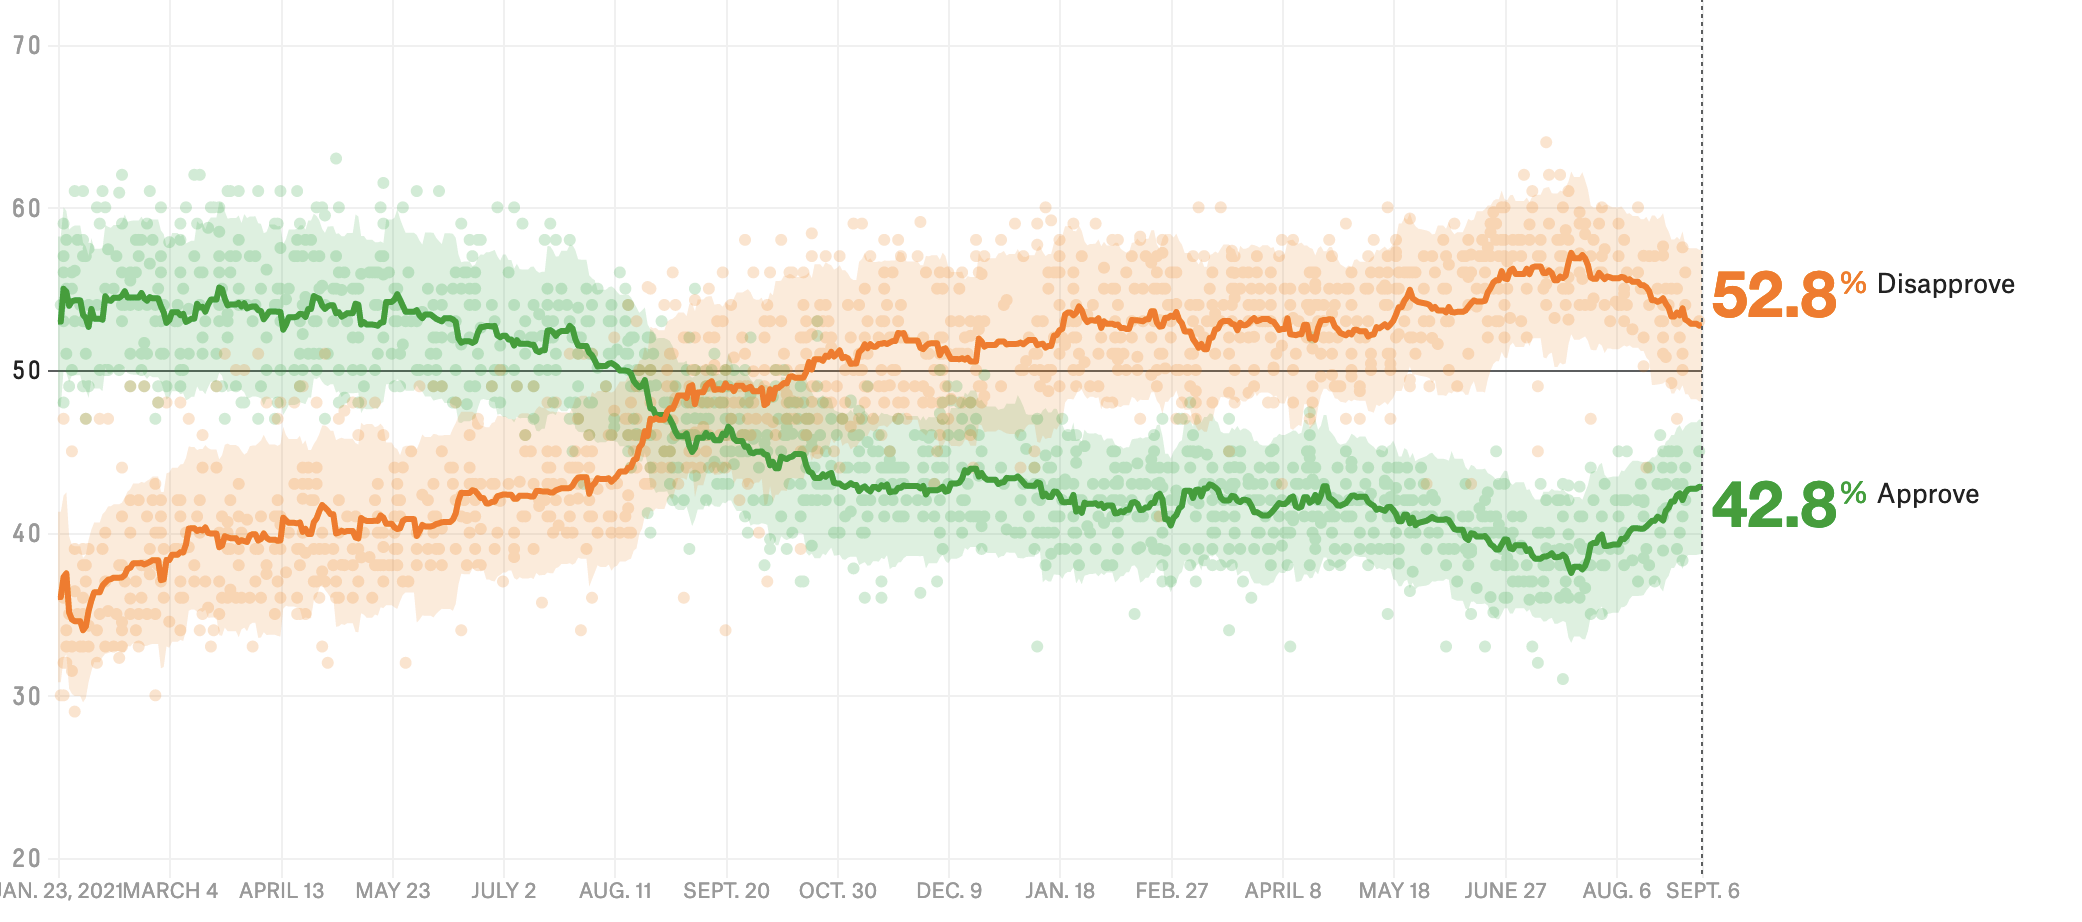 70
60
50
40
30
20
52.8% Disapprove
42.8% Approve
JAN. 23, 2021 MARCH 4 APRIL 13 MAY 23 JULY 2 AUG. 11 SEPT. 20 OCT. 30 DEC. 9 JAN. 18 FEB. 27 APRIL 8 MAY 18 JUNE 27 AUG. 6 SEPT. 6